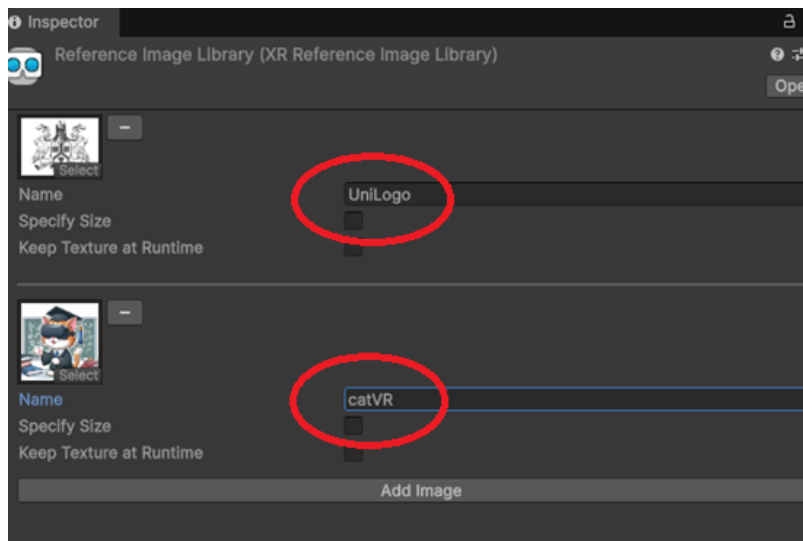 Inspector
Reference Image Library (XR Reference Image Library)
Ope
Select
Name UniLogo
Specify Size
Keep Texture at Runtime
Select
Name catVR
Specify Size
Keep Texture at Runtime
Add Image